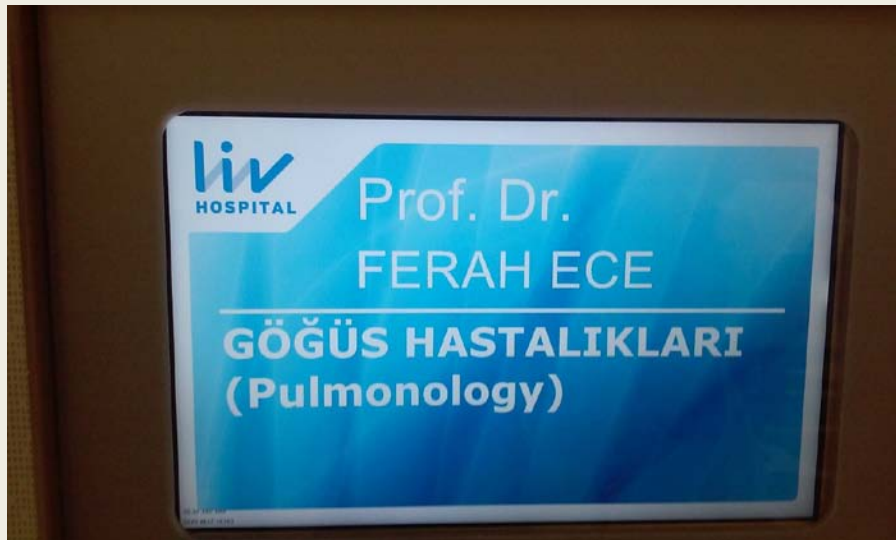 liv
HOSPITAL
Prof. Dr.
FERAH ECE
GÖĞÜS HASTALIKLARI
(Pulmonology)